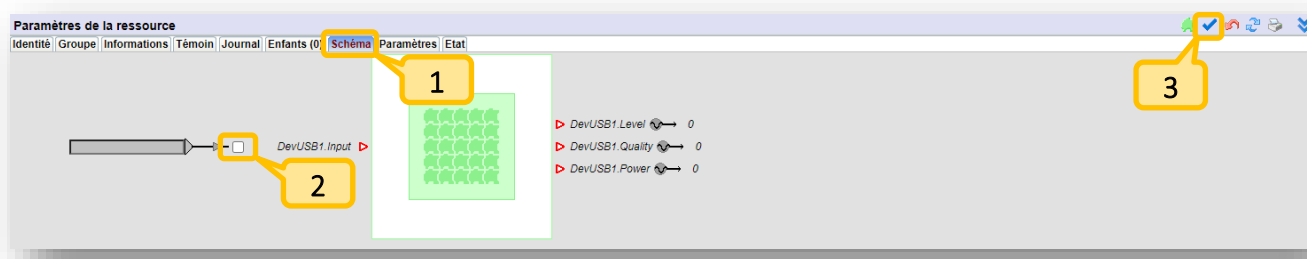 Paramètres de la ressource
Identité Groupe Informations Témoin Journal Enfants (0) Schéma Paramètres Etat
1
3
DevUSB1.Level 0
DevUSB1.Input
DevUSB1.Quality 0
DevUSB1.Power 0
2